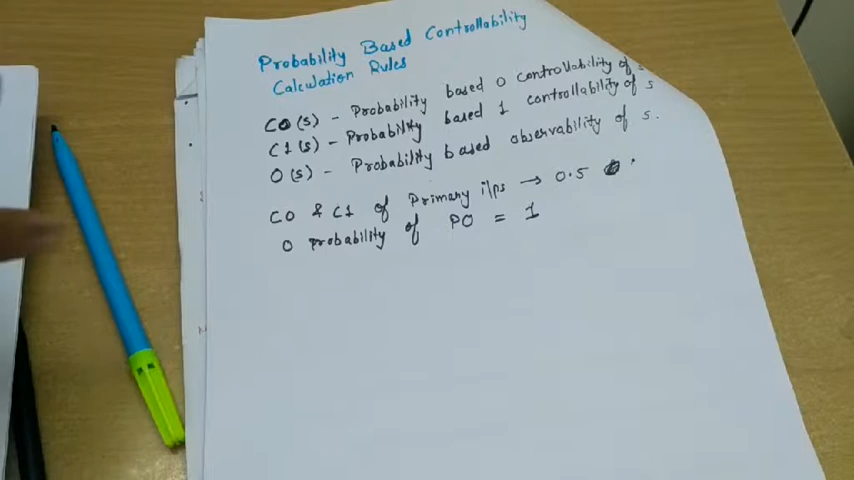 Probability Based Controllability
Calculation Rules
C0(s) - Probability based 0 controllability of s
C1(s) - Probability based 1 controllability of s
O(s) - Probability based observability of s.
C0 & C1 of Primary i/ps → 0.5
O probability of PO = 1